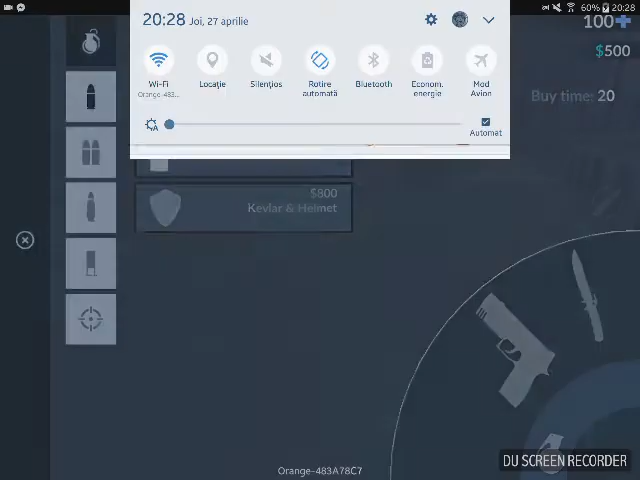 20:28 Joi, 27 aprilie
60% 20:28
100
$500
Wi-Fi
Orange-483...
Locație
Silențios
Rotire
automată
Bluetooth
Econom.
energie
Mod
Avion
Buy time: 20
A
Automat
$800
Kevlar & Helmet
Orange-483A78C7
DU SCREEN RECORDER